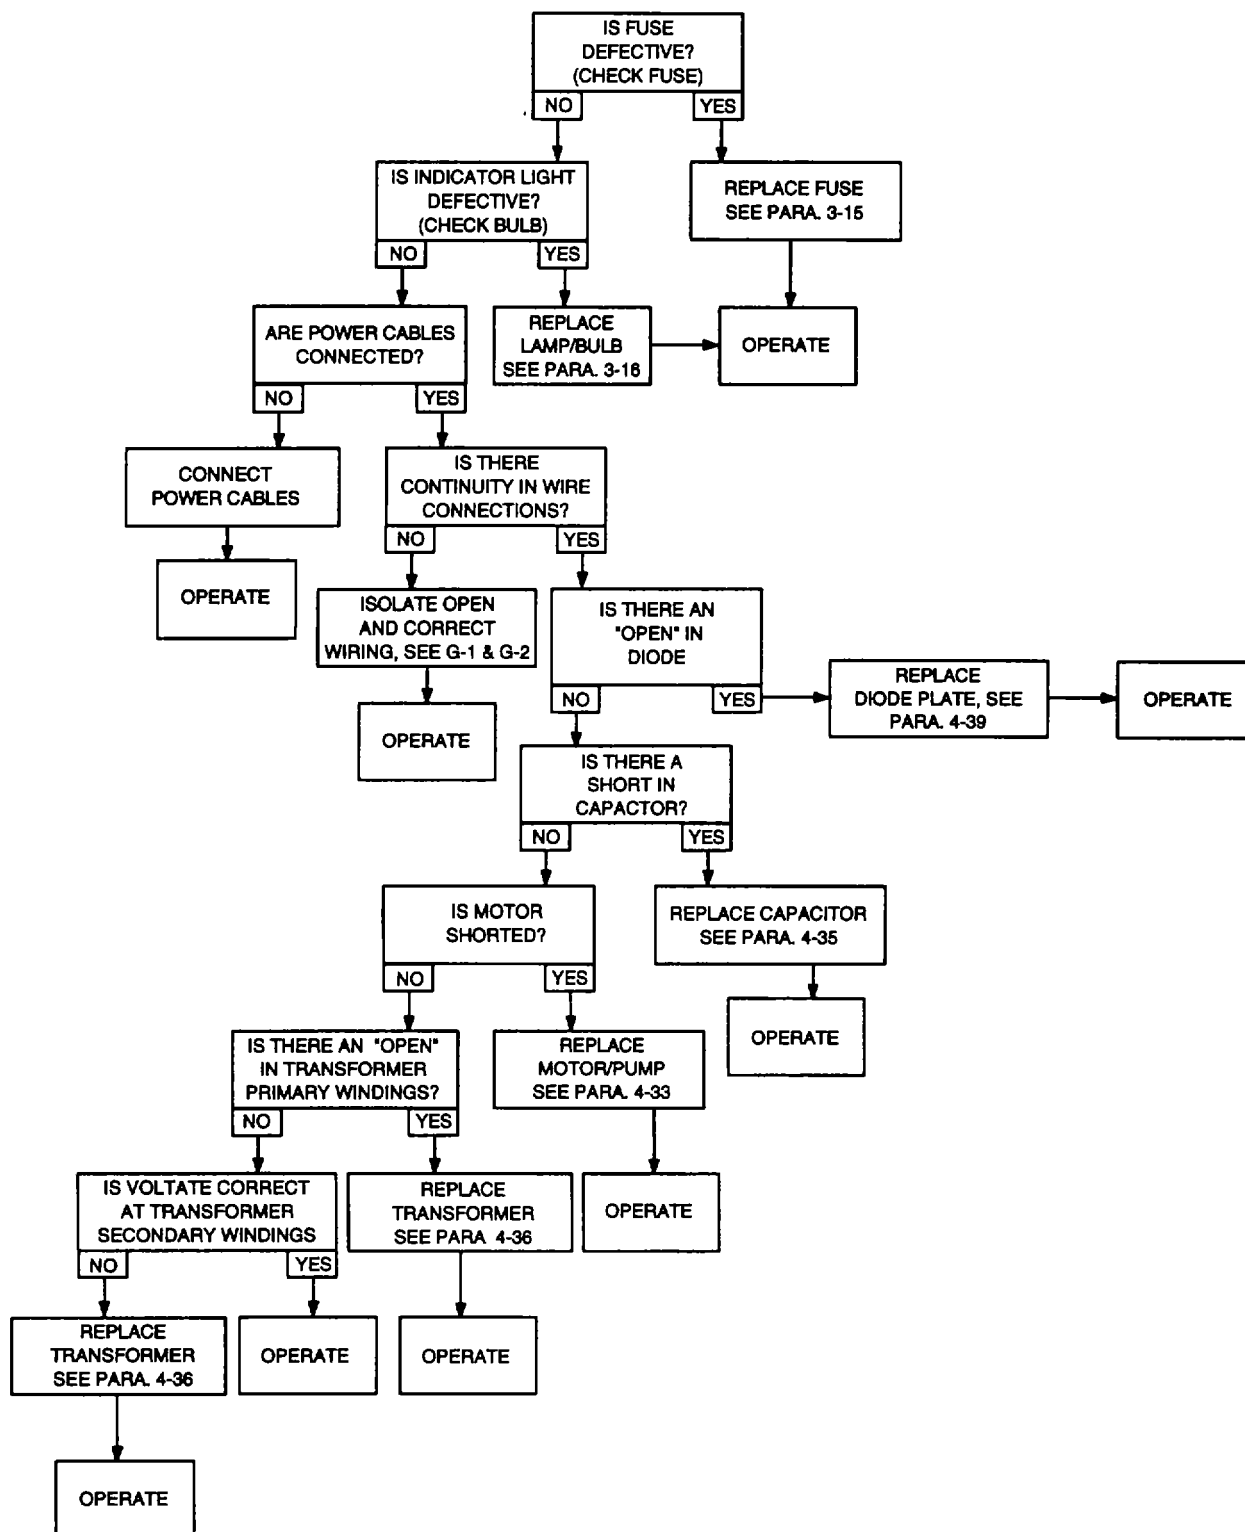 IS FUSE
DEFECTIVE?
(CHECK FUSE)
NO
YES
IS INDICATOR LIGHT
DEFECTIVE?
(CHECK BULB)
NO
YES
REPLACE FUSE
SEE PARA. 3-15
ARE POWER CABLES
CONNECTED?
NO
YES
REPLACE
LAMP/BULB
SEE PARA. 3-16
OPERATE
CONNECT
POWER CABLES
IS THERE
CONTINUITY IN WIRE
CONNECTIONS?
NO
YES
OPERATE
ISOLATE OPEN
AND CORRECT
WIRING, SEE G-1 & G-2
IS THERE AN
"OPEN" IN
DIODE
NO
YES
REPLACE
DIODE PLATE, SEE
PARA. 4-39
OPERATE
OPERATE
IS THERE A
SHORT IN
CAPACTOR?
NO
YES
IS MOTOR
SHORTED?
NO
YES
REPLACE CAPACITOR
SEE PARA. 4-35
OPERATE
IS THERE AN "OPEN"
IN TRANSFORMER
PRIMARY WINDINGS?
NO
YES
REPLACE
MOTOR/PUMP
SEE PARA. 4-33
IS VOLTATE CORRECT
AT TRANSFORMER
SECONDARY WINDINGS
NO
YES
REPLACE
TRANSFORMER
SEE PARA 4-36
OPERATE
REPLACE
TRANSFORMER
SEE PARA. 4-36
OPERATE
OPERATE
OPERATE